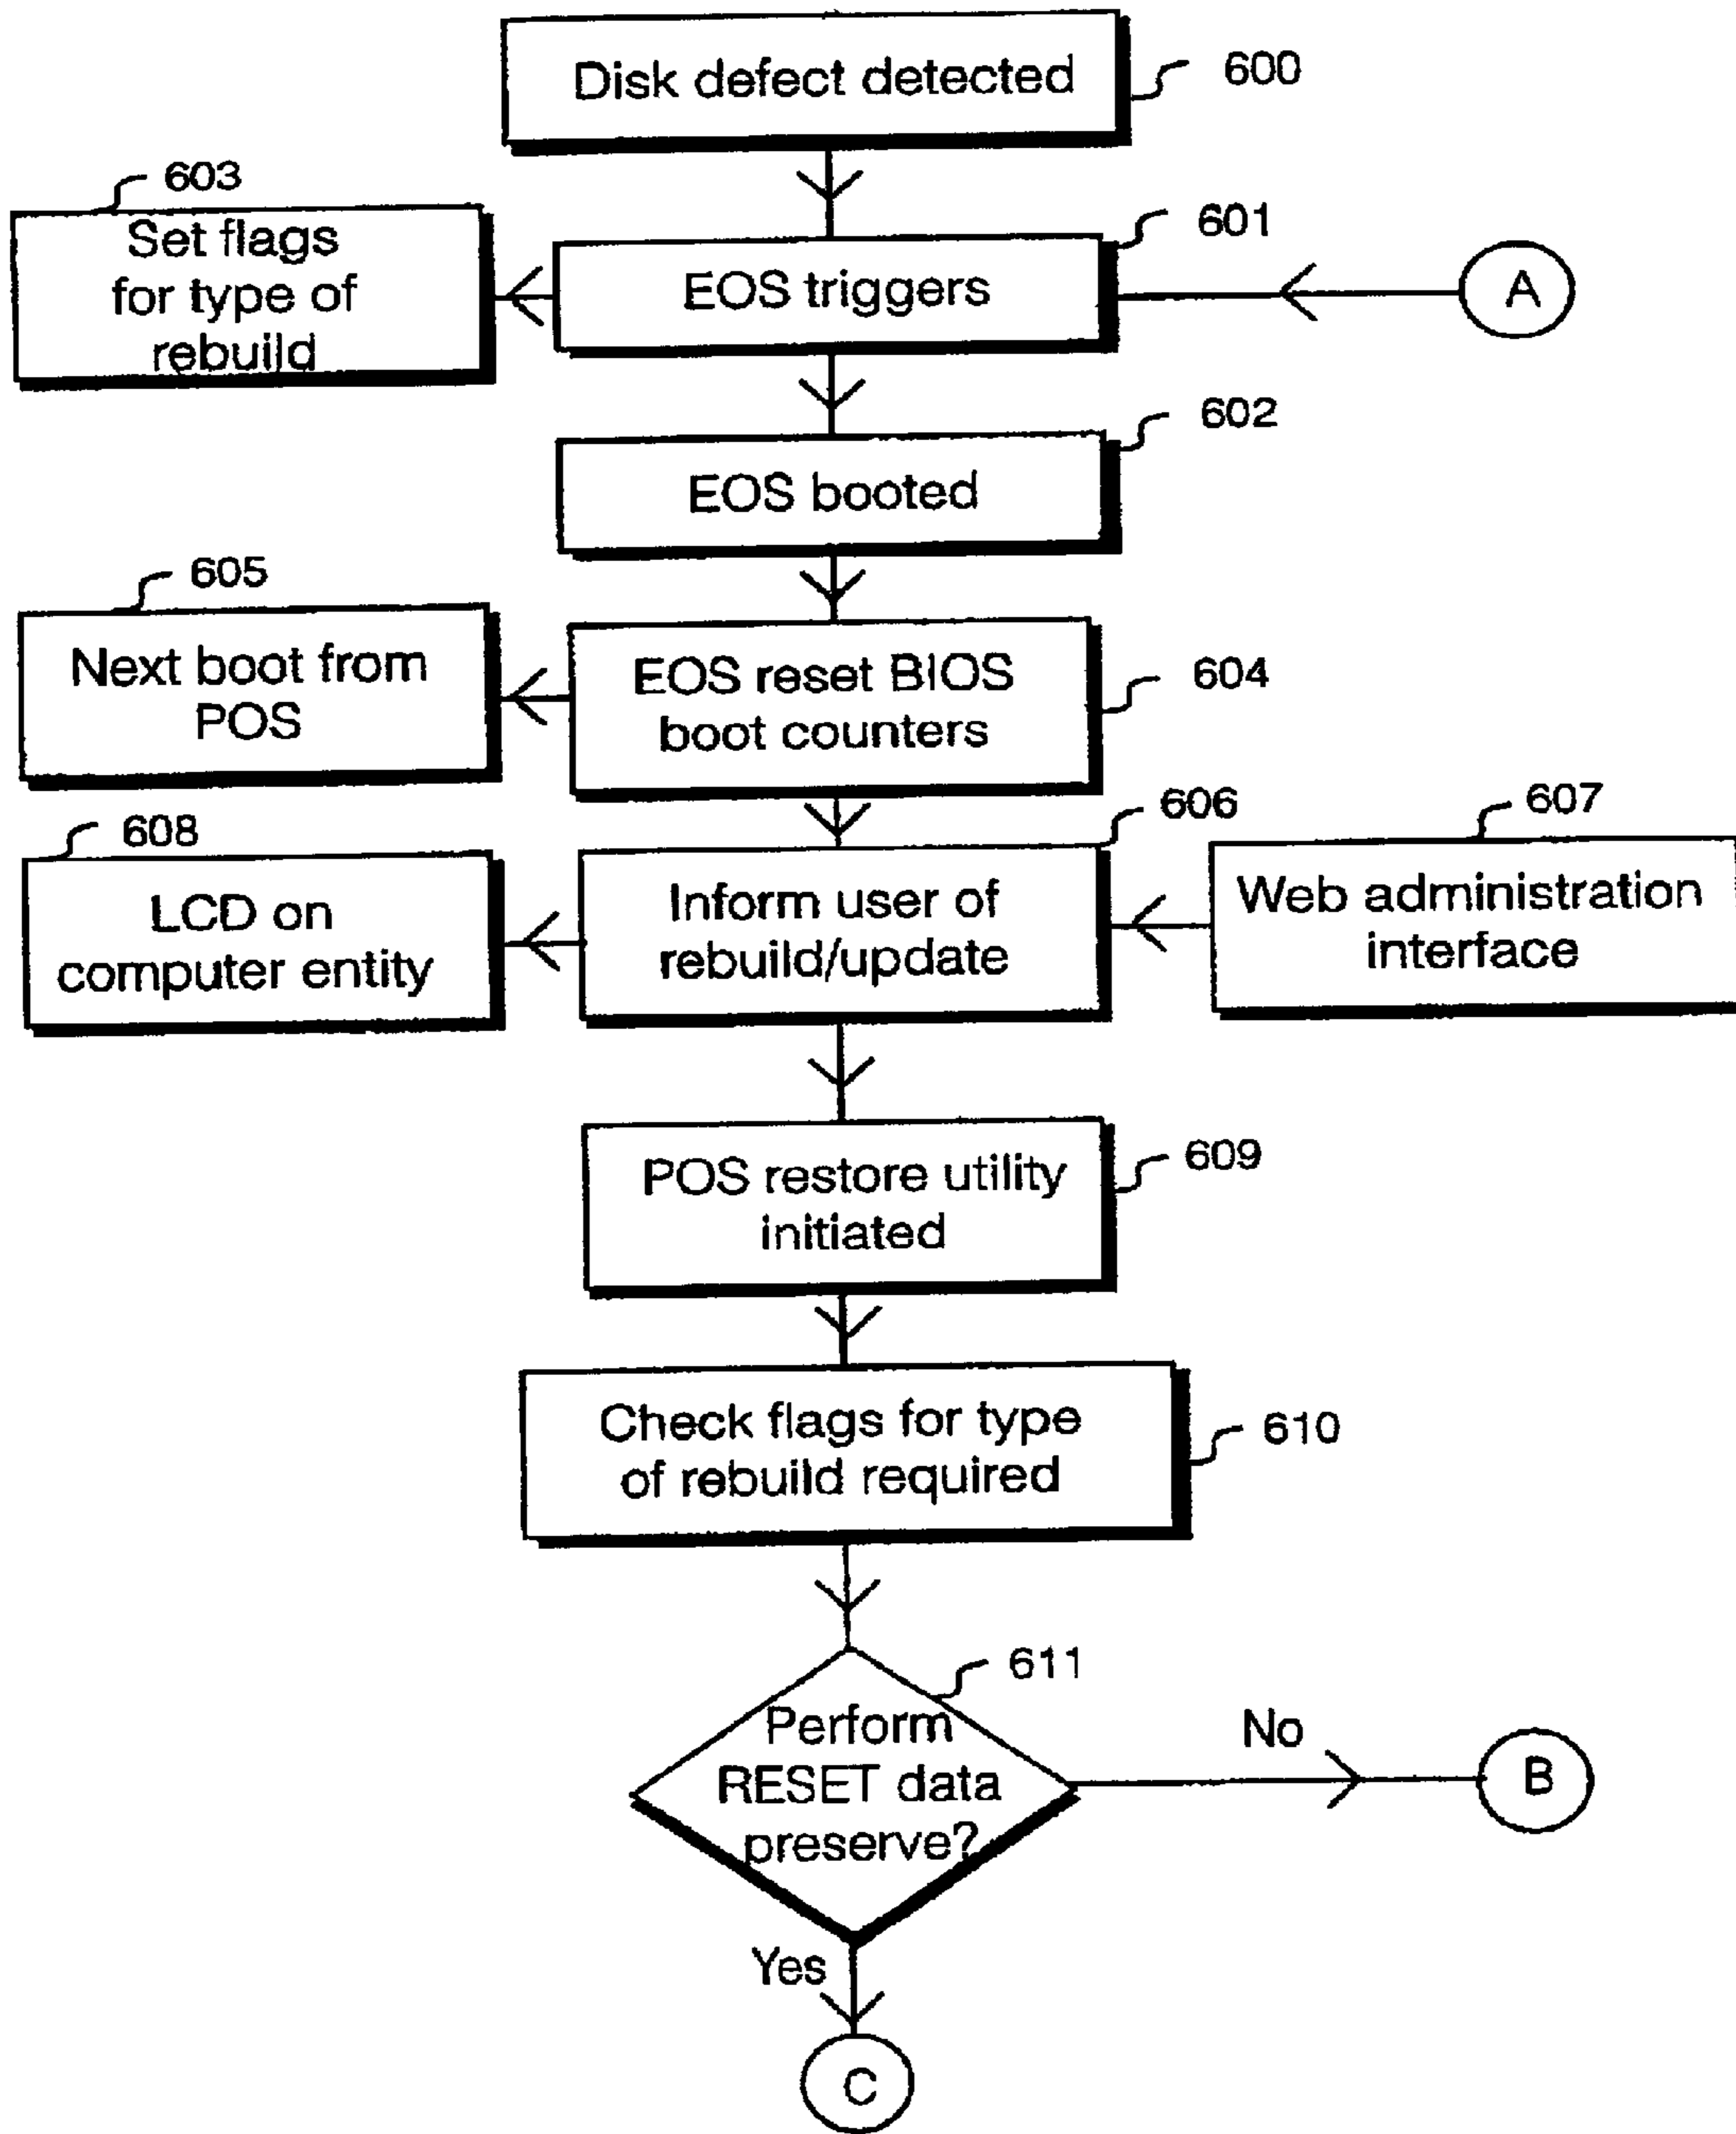 Disk defect detected
600
603
Set flags
for type of
rebuild
601
EOS triggers
A
602
EOS booted
605
Next boot from
POS
EOS reset BIOS
boot counters
604
606
607
608
LCD on
computer entity
Inform user of
rebuild/update
Web administration
interface
POS restore utility
initiated
609
Check flags for type
of rebuild required
610
611
Perform
RESET data
preserve?
No
B
Yes
C